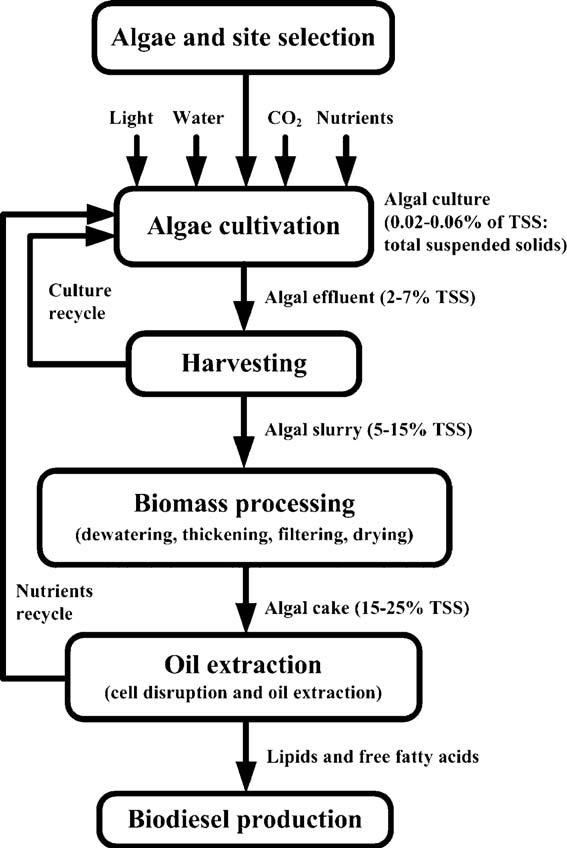 Algae and site selection
Light
Water
CO₂
Nutrients
Algae cultivation
Algal culture
(0.02-0.06% of TSS:
total suspended solids)
Culture
recycle
Algal effluent (2-7% TSS)
Harvesting
Algal slurry (5-15% TSS)
Biomass processing
(dewatering, thickening, filtering, drying)
Nutrients
recycle
Algal cake (15-25% TSS)
Oil extraction
(cell disruption and oil extraction)
Lipids and free fatty acids
Biodiesel production